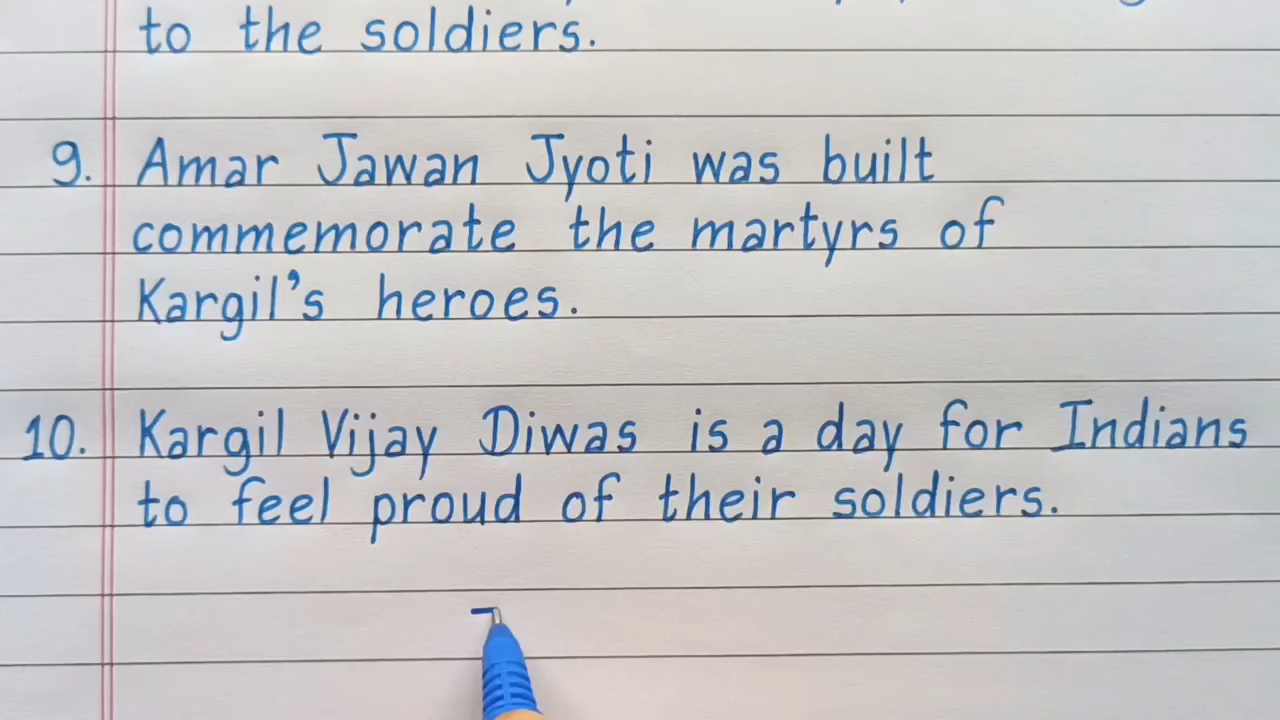 to the soldiers.
9. Amar Jawan Jyoti was built
commemorate the martyrs of
Kargil's heroes.
10. Kargil Vijay Diwas is a day for Indians
to feel proud of their soldiers.